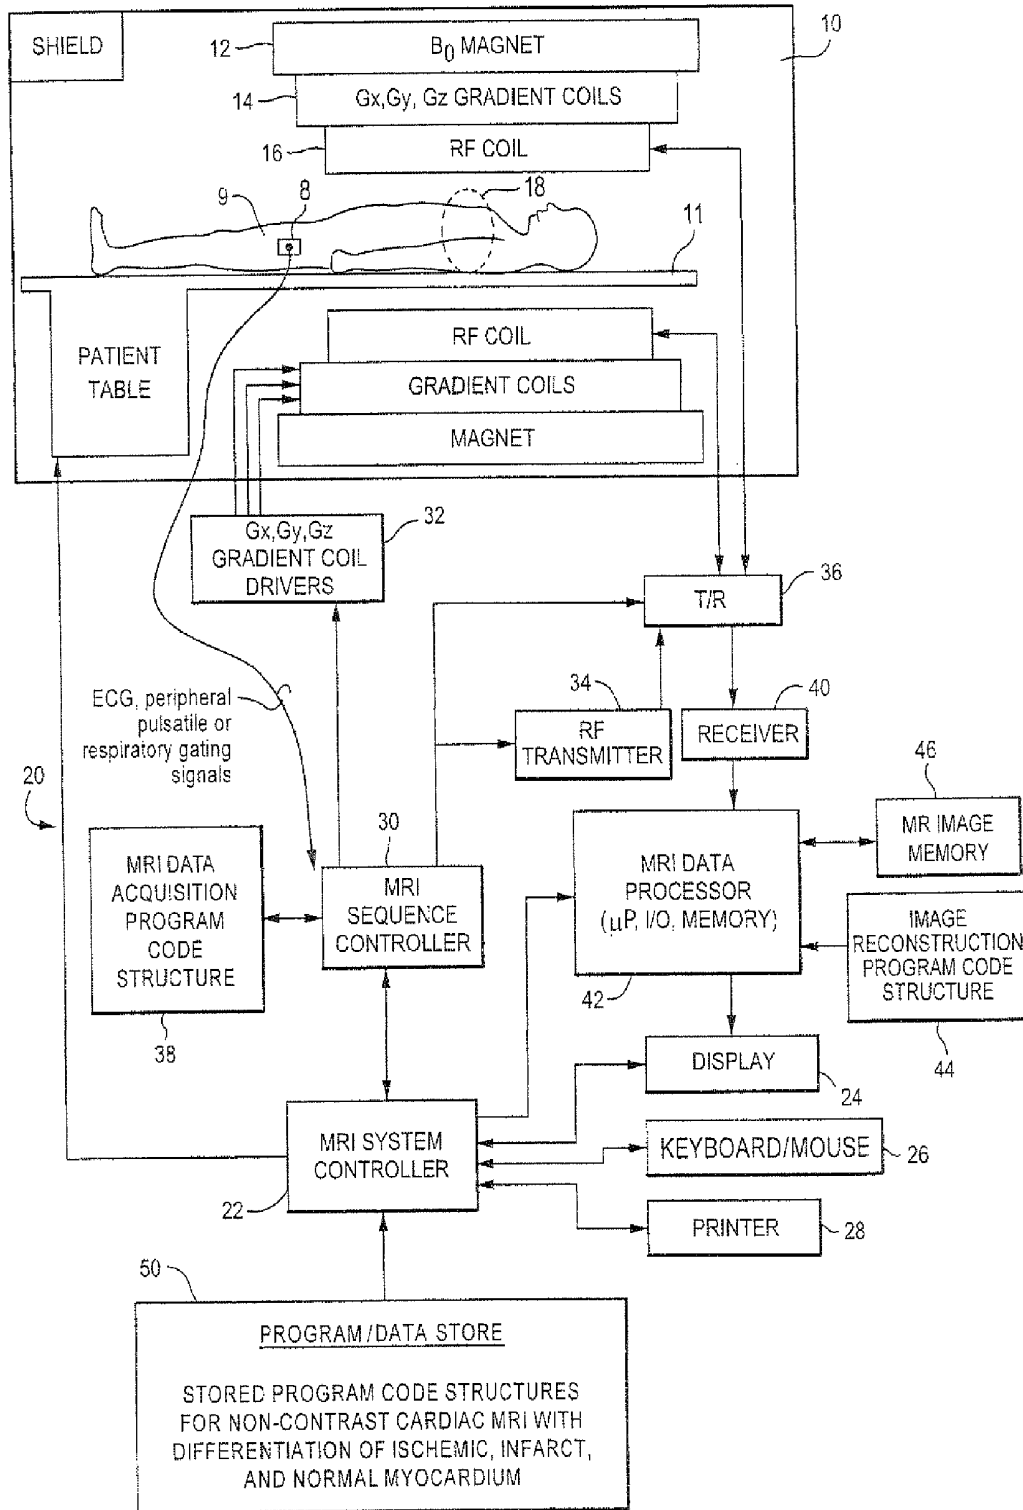 SHIELD
12
B0 MAGNET
10
14
Gx,Gy, Gz GRADIENT COILS
16
RF COIL
9
8
18
11
PATIENT
TABLE
RF COIL
GRADIENT COILS
MAGNET
Gx,Gy,Gz
GRADIENT COIL
DRIVERS
32
T/R
36
ECG, peripheral
pulsatile or
respiratory gating
signals
34
RF
TRANSMITTER
40
RECEIVER
20
46
MR IMAGE
MEMORY
30
MRI DATA
ACQUISITION
PROGRAM
CODE
STRUCTURE
38
MRI
SEQUENCE
CONTROLLER
MRI DATA
PROCESSOR
(µP, I/O, MEMORY)
42
IMAGE
RECONSTRUCTION
PROGRAM CODE
STRUCTURE
44
DISPLAY
24
MRI SYSTEM
CONTROLLER
22
KEYBOARD/MOUSE
26
PRINTER
28
50
PROGRAM/DATA STORE
STORED PROGRAM CODE STRUCTURES
FOR NON-CONTRAST CARDIAC MRI WITH
DIFFERENTIATION OF ISCHEMIC, INFARCT,
AND NORMAL MYOCARDIUM